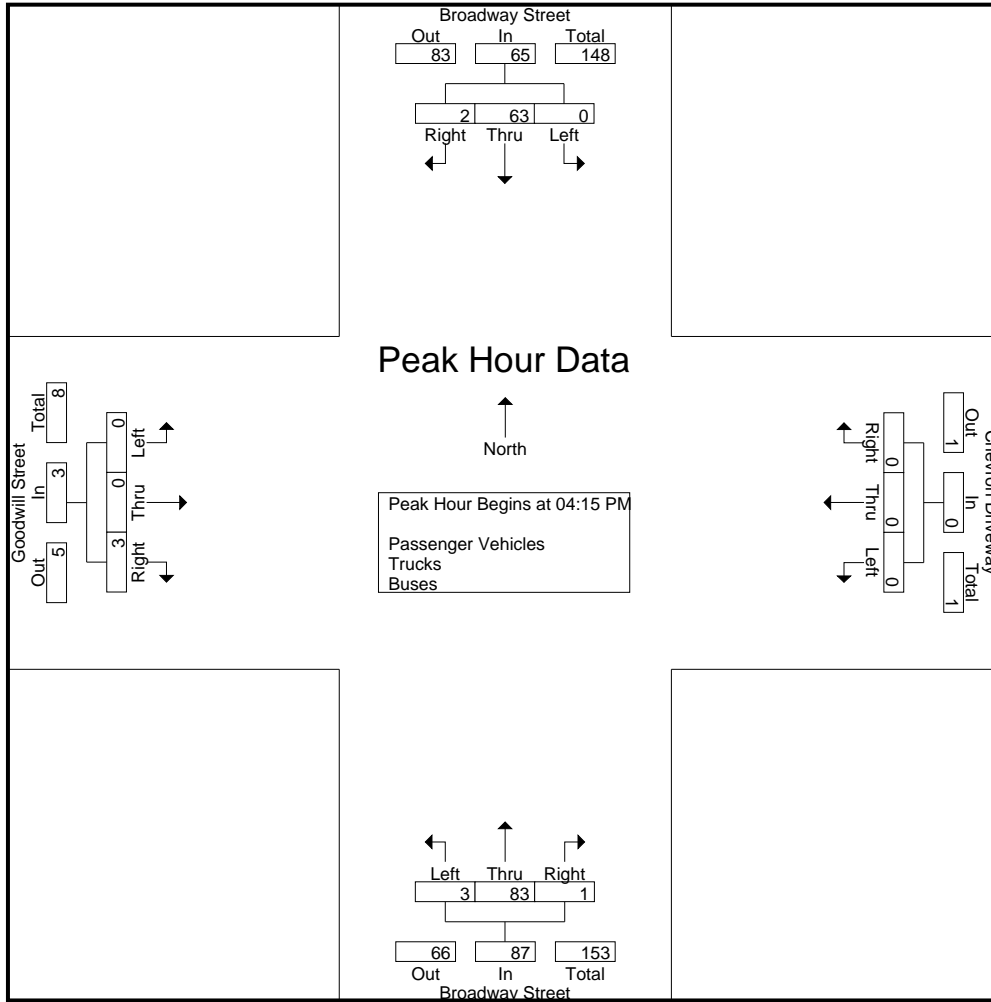 Broadway Street
Out In Total
83 65 148
2 63 0
Right Thru Left
Peak Hour Data
North
Peak Hour Begins at 04:15 PM
Passenger Vehicles
Trucks
Buses
Goodwill Street
Out In Total
5 3 8
3 0 0
Right Thru Left
Chevron Driveway
Out In Total
1 0 1
0 0 0
Right Thru Left
Left Thru Right
3 83 1
66 87 153
Out In Total
Broadway Street